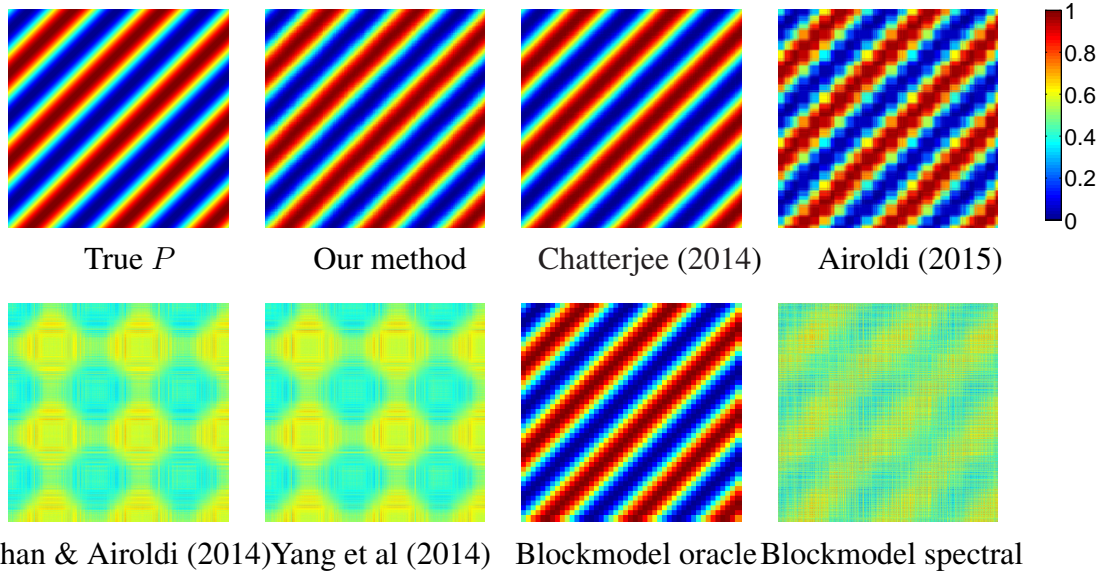 1
0.8
0.6
0.4
0.2
0
True P
Our method
Chatterjee (2014)
Airoldi (2015)
han & Airoldi (2014)
Yang et al (2014)
Blockmodel oracle
Blockmodel spectral